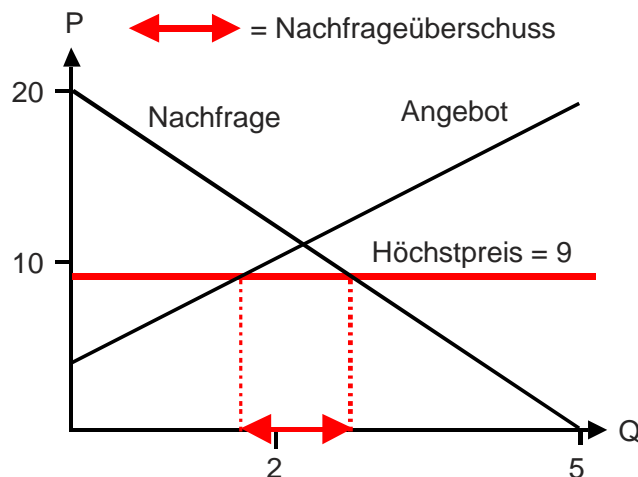 P
= Nachfrageüberschuss
20
Nachfrage
Angebot
Höchstpreis = 9
10
Q
2
5